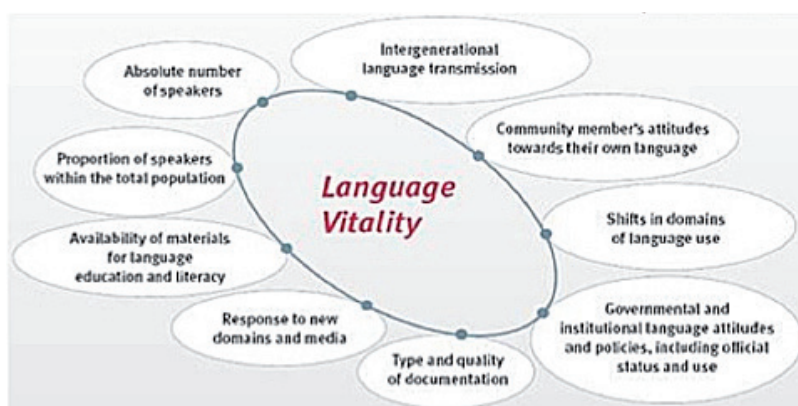 Intergenerational
language transmission
Absolute number
of speakers
Community member's attitudes
towards their own language
Proportion of speakers
within the total population
Language
Vitality
Shifts in domains
of language use
Availability of materials
for language
education and literacy
Governmental and
institutional language attitudes
and policies, including official
status and use
Response to new
domains and media
Type and quality
of documentation